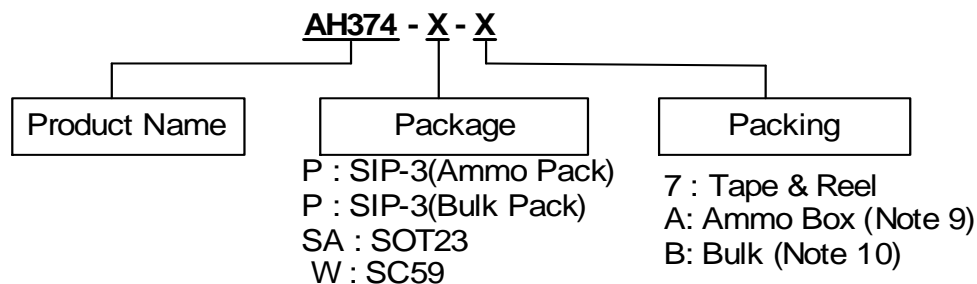 AH374 - X - X
Product Name
Package
Packing
P : SIP-3(Ammo Pack)
P : SIP-3(Bulk Pack)
SA : SOT23
W : SC59
7 : Tape & Reel
A: Ammo Box (Note 9)
B: Bulk (Note 10)